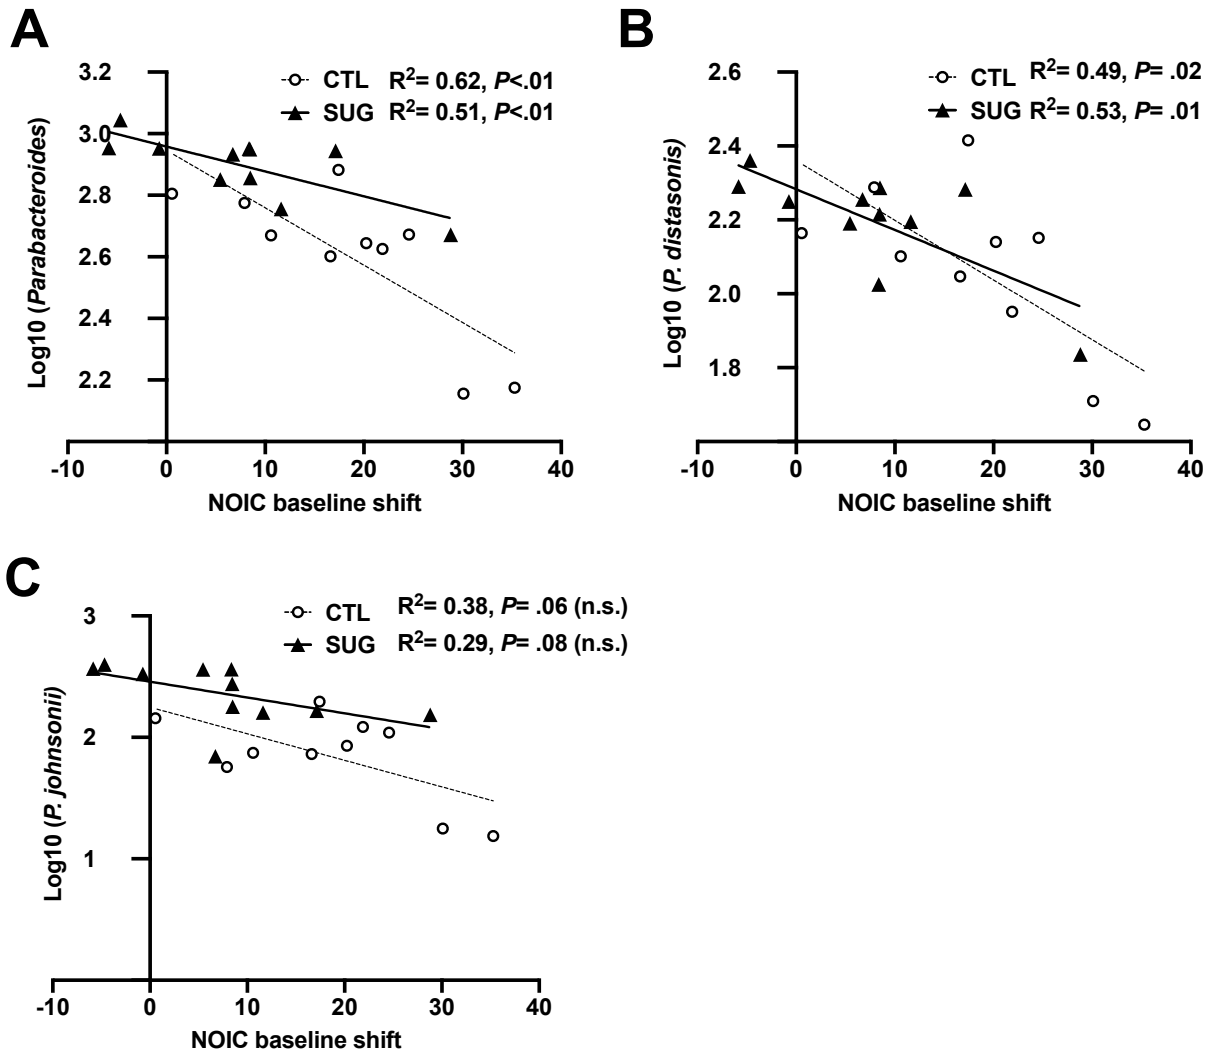 A
B
3.2
3.0
2.8
2.6
2.4
2.2
Log10 (Parabacteroides)
CTL R2= 0.62, P<.01
SUG R2= 0.51, P<.01
-10 0 10 20 30 40
NOIC baseline shift
2.6
2.4
2.2
2.0
1.8
Log10 (P. distasonis)
CTL R2= 0.49, P= .02
SUG R2= 0.53, P= .01
-10 0 10 20 30 40
NOIC baseline shift
C
3
2
1
Log10 (P. johnsonii)
CTL R2= 0.38, P= .06 (n.s.)
SUG R2= 0.29, P= .08 (n.s.)
-10 0 10 20 30 40
NOIC baseline shift